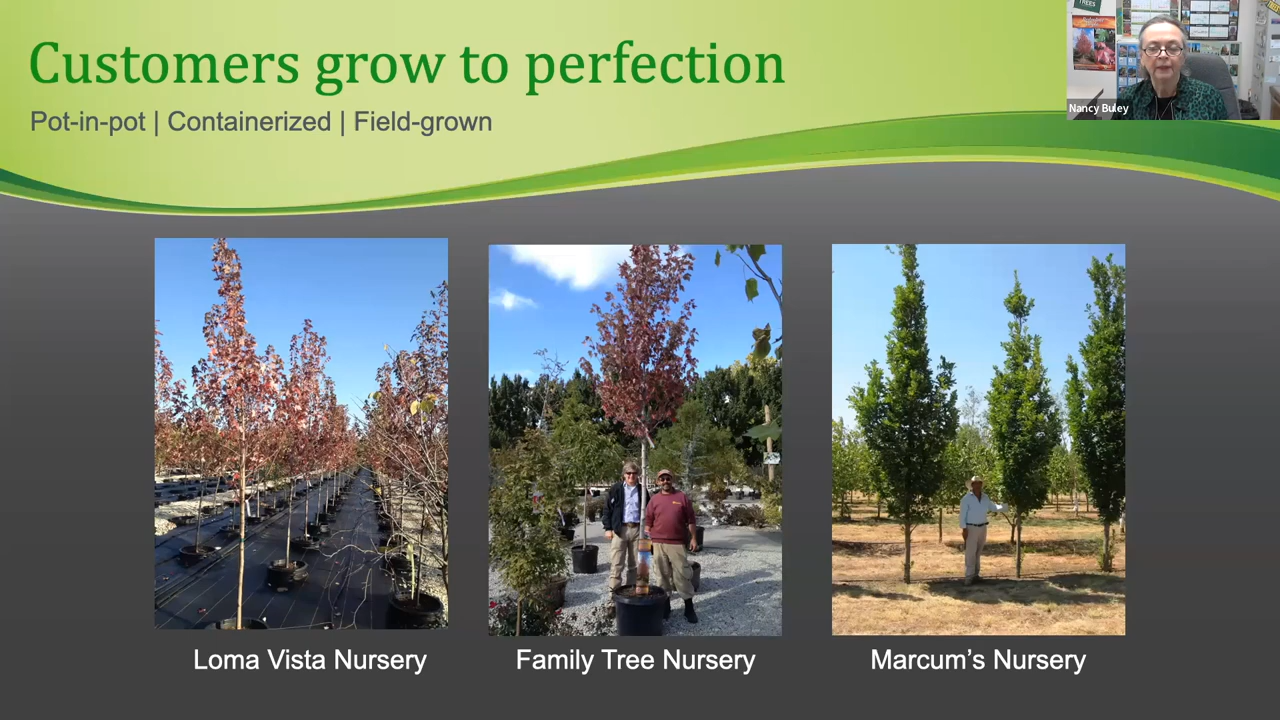 Customers grow to perfection
Pot-in-pot | Containerized | Field-grown
TREES
Nancy Buley
Loma Vista Nursery
Family Tree Nursery
Marcum's Nursery